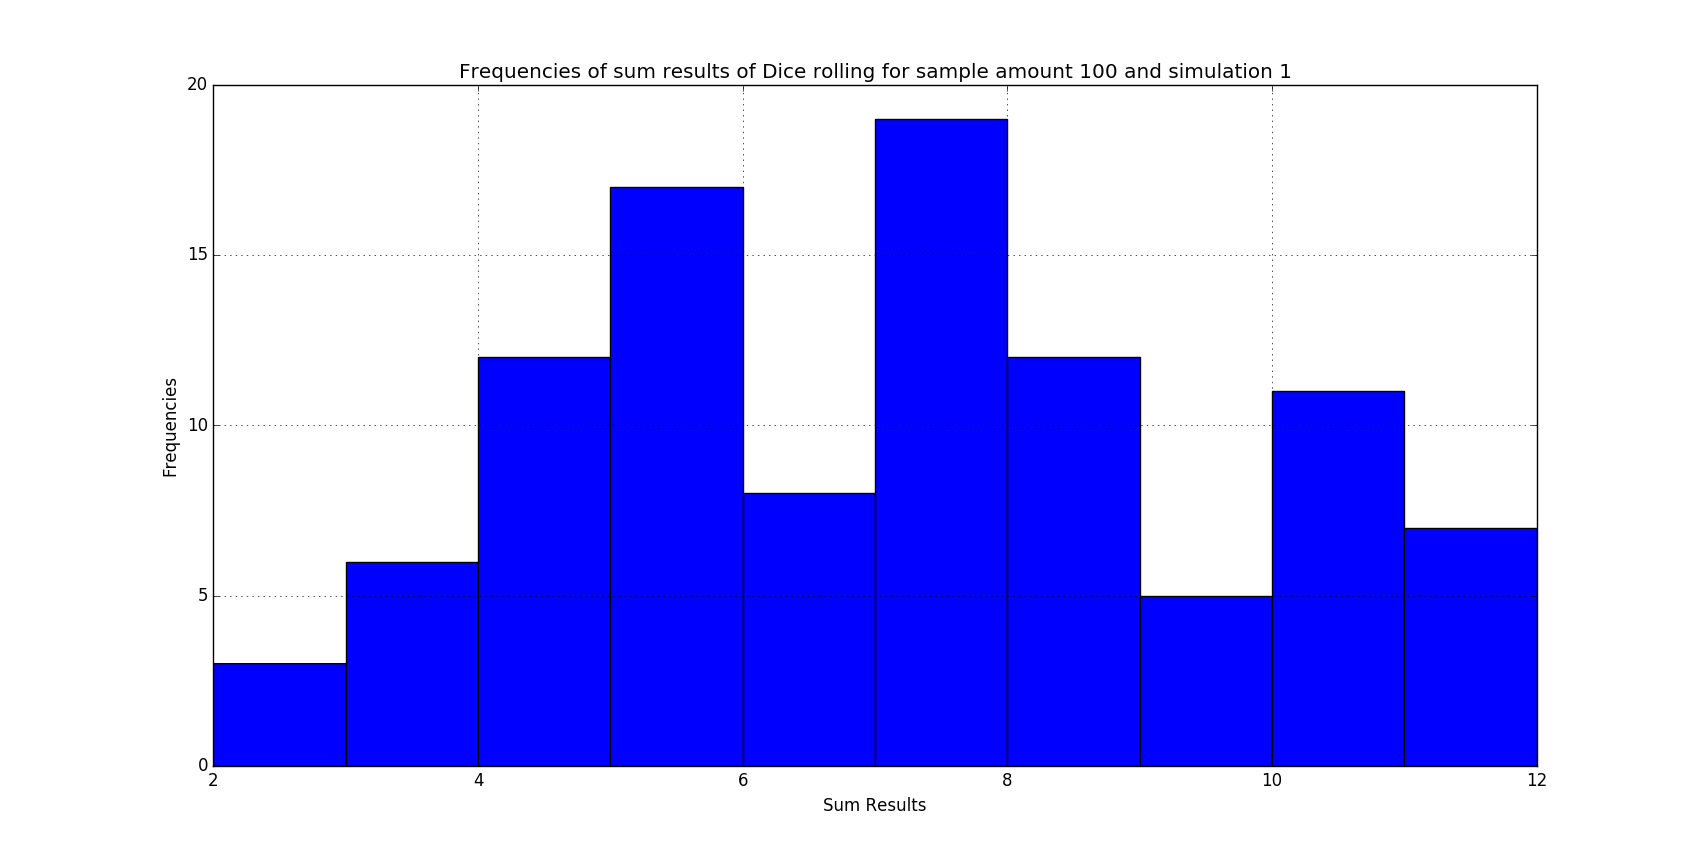 Frequencies of sum results of Dice rolling for sample amount 100 and simulation 1
20
15
10
5
0
Frequencies
2 4 6 8 10 12
Sum Results